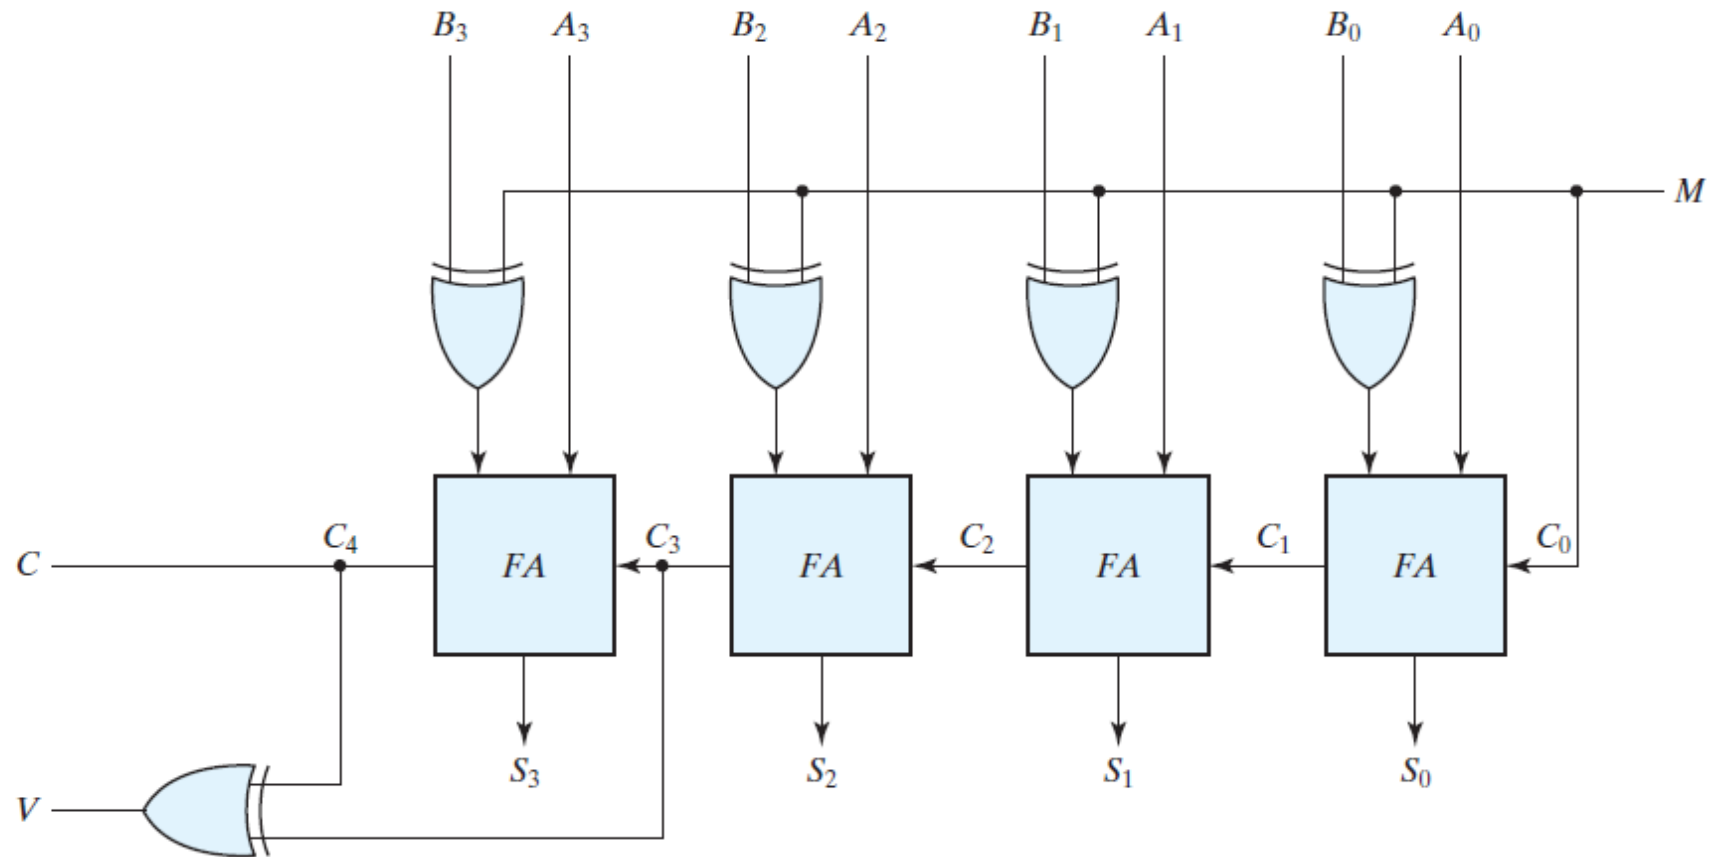 B₃ A₃ B₂ A₂ B₁ A₁ B₀ A₀
M
C C₄ FA C₃ FA C₂ FA C₁ FA C₀
S₃ S₂ S₁ S₀
V